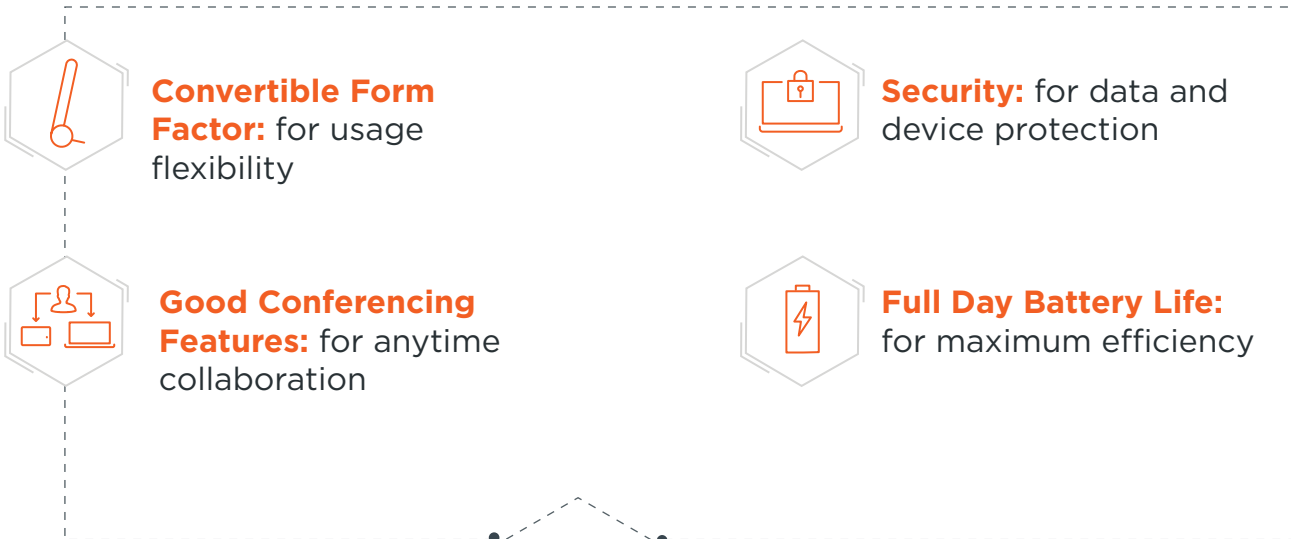 Convertible Form
Factor: for usage
flexibility
Security: for data and
device protection
Good Conferencing
Features: for anytime
collaboration
Full Day Battery Life:
for maximum efficiency